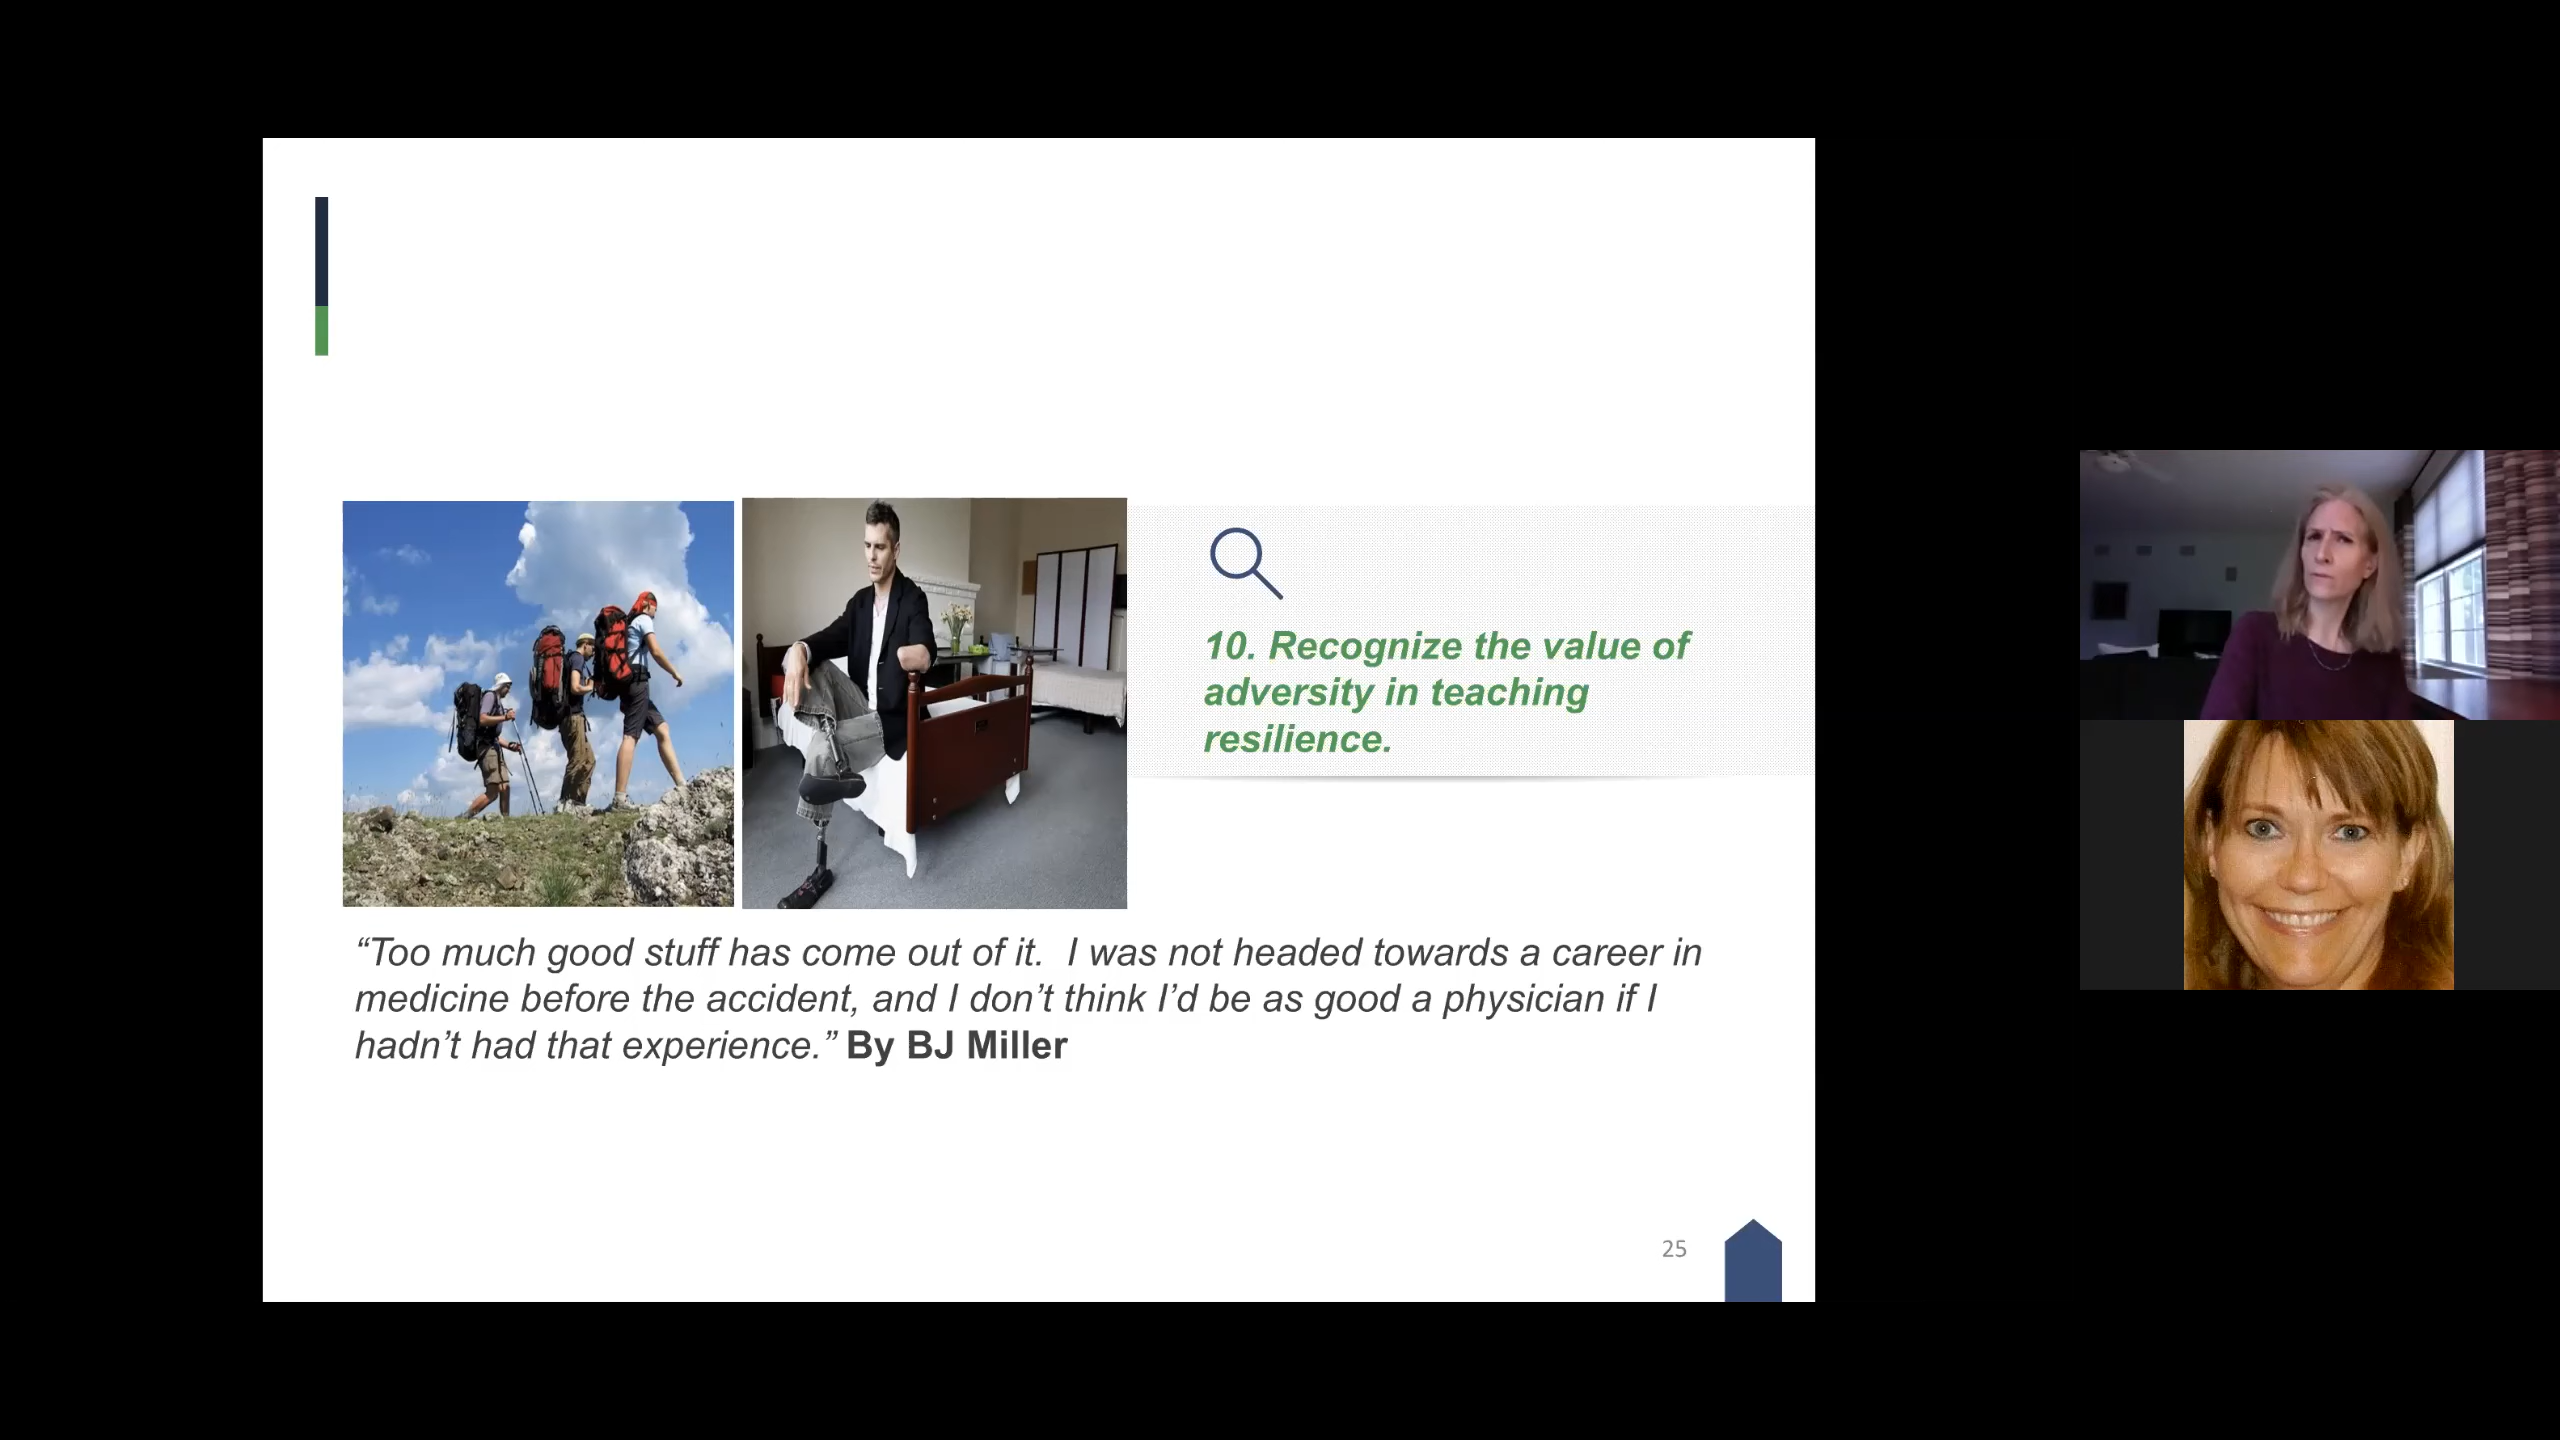 10. Recognize the value of
adversity in teaching
resilience.
“Too much good stuff has come out of it.  I was not headed towards a career in
medicine before the accident, and I don’t think I’d be as good a physician if I
hadn’t had that experience.” By BJ Miller
25